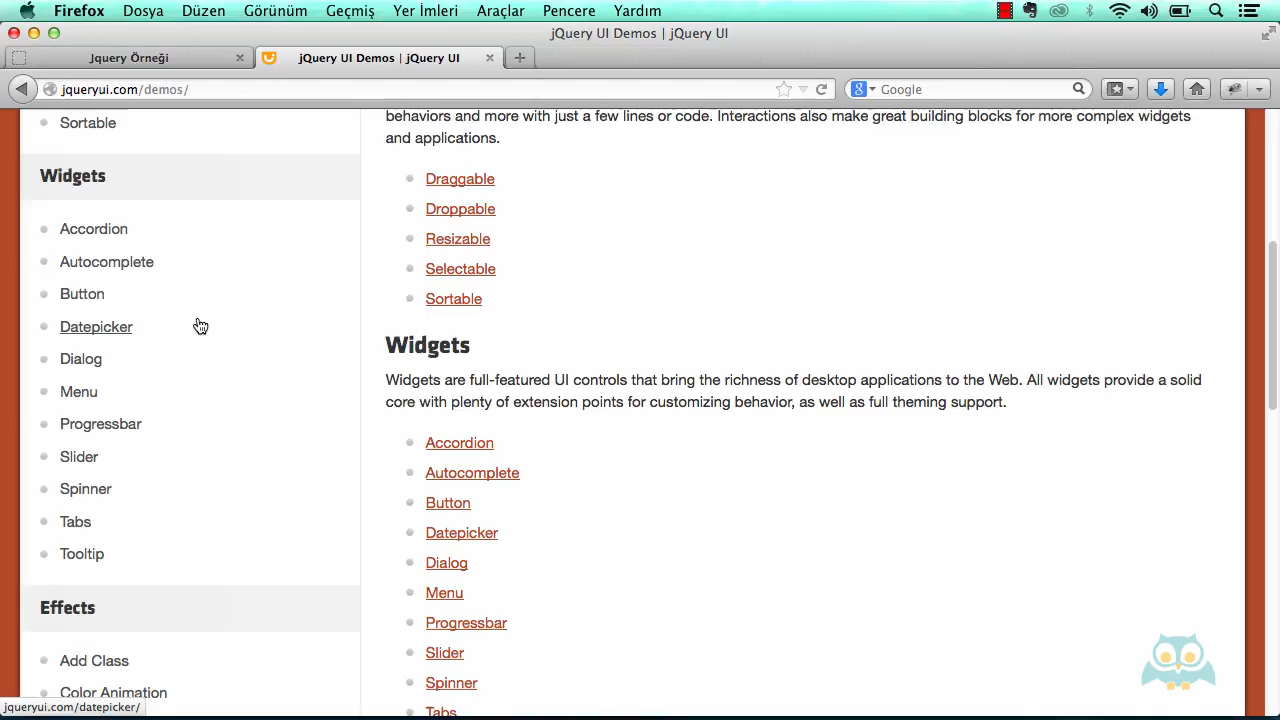 Firefox Dosya Düzen Görünüm Geçmiş Yer İmleri Araçlar Pencere Yardım
jQuery UI Demos | jQuery UI
Jquery Örneği
jQuery UI Demos | jQuery UI
jqueryui.com/demos/
Google
Sortable
Widgets
Accordion
Autocomplete
Button
Datepicker
Dialog
Menu
Progressbar
Slider
Spinner
Tabs
Tooltip
Effects
Add Class
Color Animation
jqueryui.com/datepicker/
behaviors and more with just a few lines or code. Interactions also make great building blocks for more complex widgets
and applications.
Draggable
Droppable
Resizable
Selectable
Sortable
Widgets
Widgets are full-featured UI controls that bring the richness of desktop applications to the Web. All widgets provide a solid
core with plenty of extension points for customizing behavior, as well as full theming support.
Accordion
Autocomplete
Button
Datepicker
Dialog
Menu
Progressbar
Slider
Spinner
Tabs